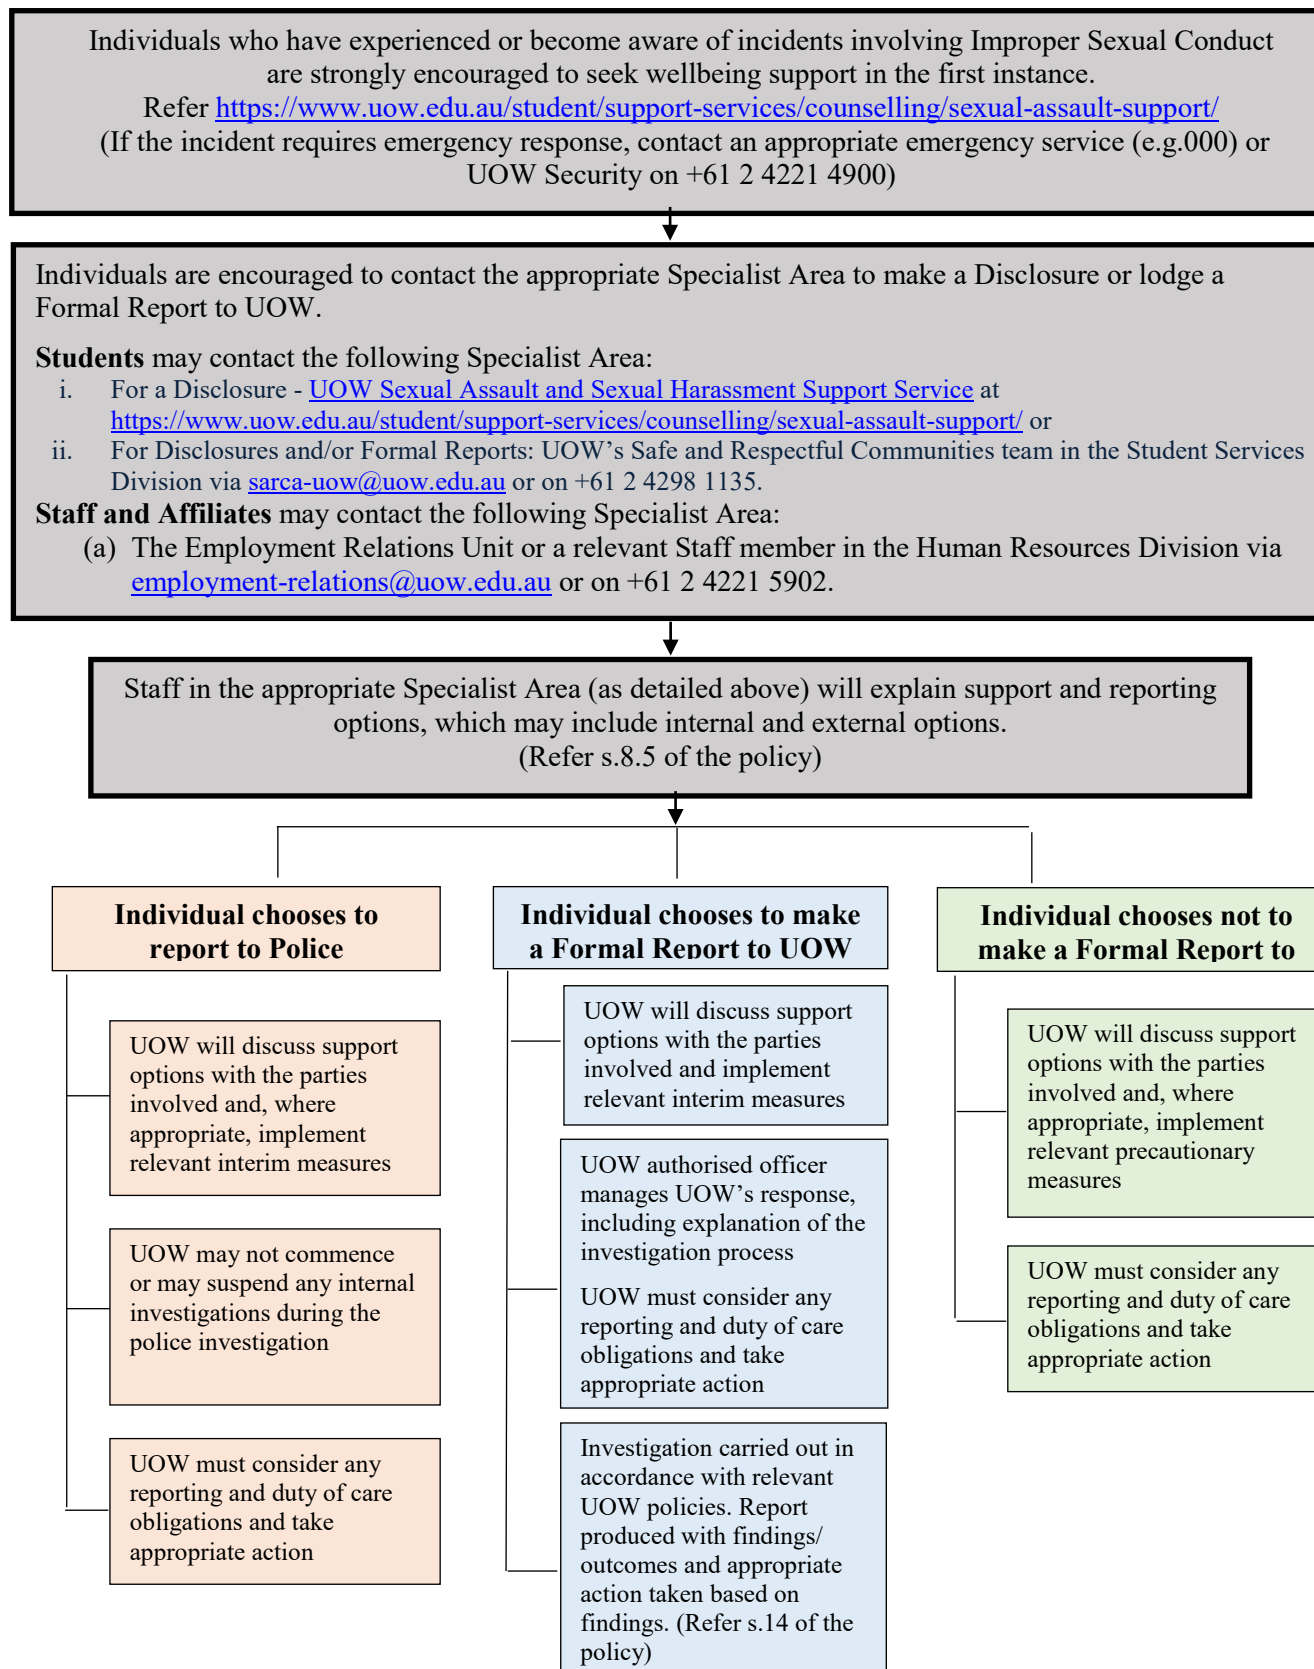 Individuals who have experienced or become aware of incidents involving Improper Sexual Conduct
are strongly encouraged to seek wellbeing support in the first instance.
Refer https://www.uow.edu.au/student/support-services/counselling/sexual-assault-support/
(If the incident requires emergency response, contact an appropriate emergency service (e.g.000) or
UOW Security on +61 2 4221 4900)
Individuals are encouraged to contact the appropriate Specialist Area to make a Disclosure or lodge a
Formal Report to UOW.
Students may contact the following Specialist Area:
i. For a Disclosure - UOW Sexual Assault and Sexual Harassment Support Service at
https://www.uow.edu.au/student/support-services/counselling/sexual-assault-support/ or
ii. For Disclosures and/or Formal Reports: UOW’s Safe and Respectful Communities team in the Student Services
Division via sarca-uow@uow.edu.au or on +61 2 4298 1135.
Staff and Affiliates may contact the following Specialist Area:
(a) The Employment Relations Unit or a relevant Staff member in the Human Resources Division via
employment-relations@uow.edu.au or on +61 2 4221 5902.
Staff in the appropriate Specialist Area (as detailed above) will explain support and reporting
options, which may include internal and external options.
(Refer s.8.5 of the policy)
Individual chooses to
report to Police
UOW will discuss support
options with the parties
involved and, where
appropriate, implement
relevant interim measures
UOW may not commence
or may suspend any internal
investigations during the
police investigation
UOW must consider any
reporting and duty of care
obligations and take
appropriate action
Individual chooses to make
a Formal Report to UOW
UOW will discuss support
options with the parties
involved and implement
relevant interim measures
UOW authorised officer
manages UOW’s response,
including explanation of the
investigation process
UOW must consider any
reporting and duty of care
obligations and take
appropriate action
Investigation carried out in
accordance with relevant
UOW policies. Report
produced with findings/
outcomes and appropriate
action taken based on
findings. (Refer s.14 of the
policy)
Individual chooses not to
make a Formal Report to
UOW will discuss support
options with the parties
involved and, where
appropriate, implement
relevant precautionary
measures
UOW must consider any
reporting and duty of care
obligations and take
appropriate action